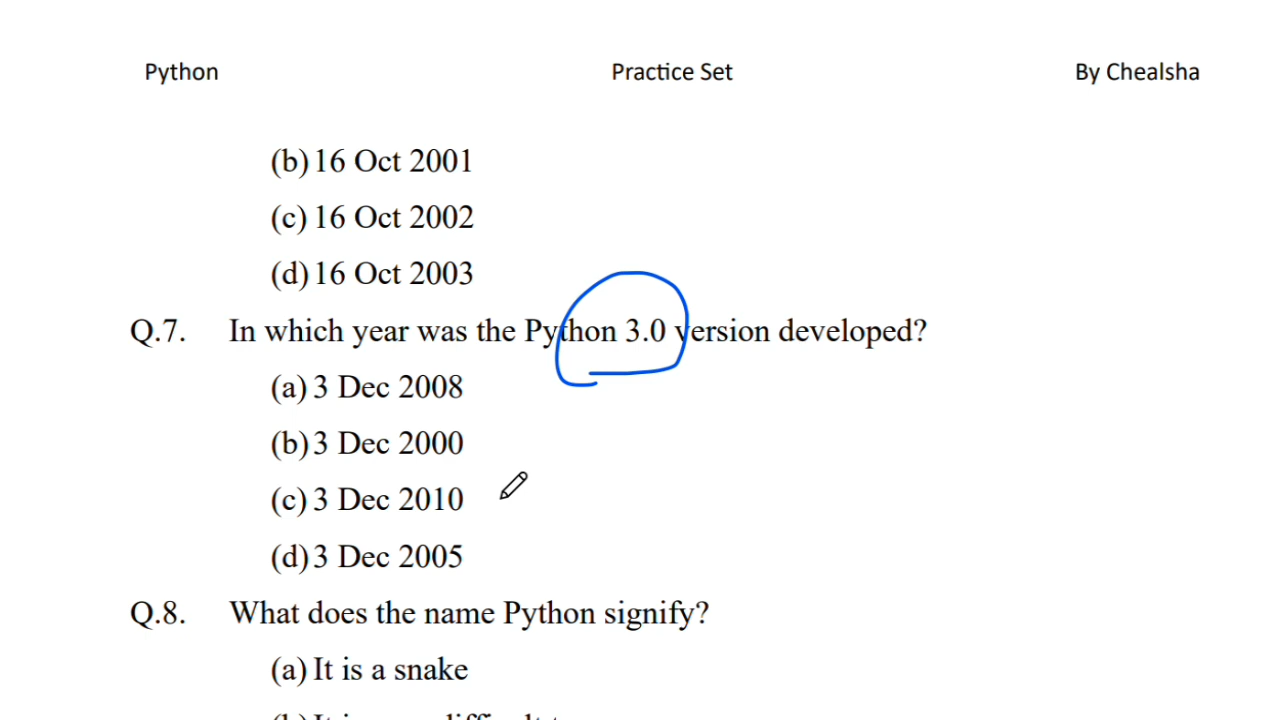 Python Practice Set By Chealsha
(b) 16 Oct 2001
(c) 16 Oct 2002
(d) 16 Oct 2003
Q.7. In which year was the Python 3.0 version developed?
(a) 3 Dec 2008
(b) 3 Dec 2000
(c) 3 Dec 2010
(d) 3 Dec 2005
Q.8. What does the name Python signify?
(a) It is a snake